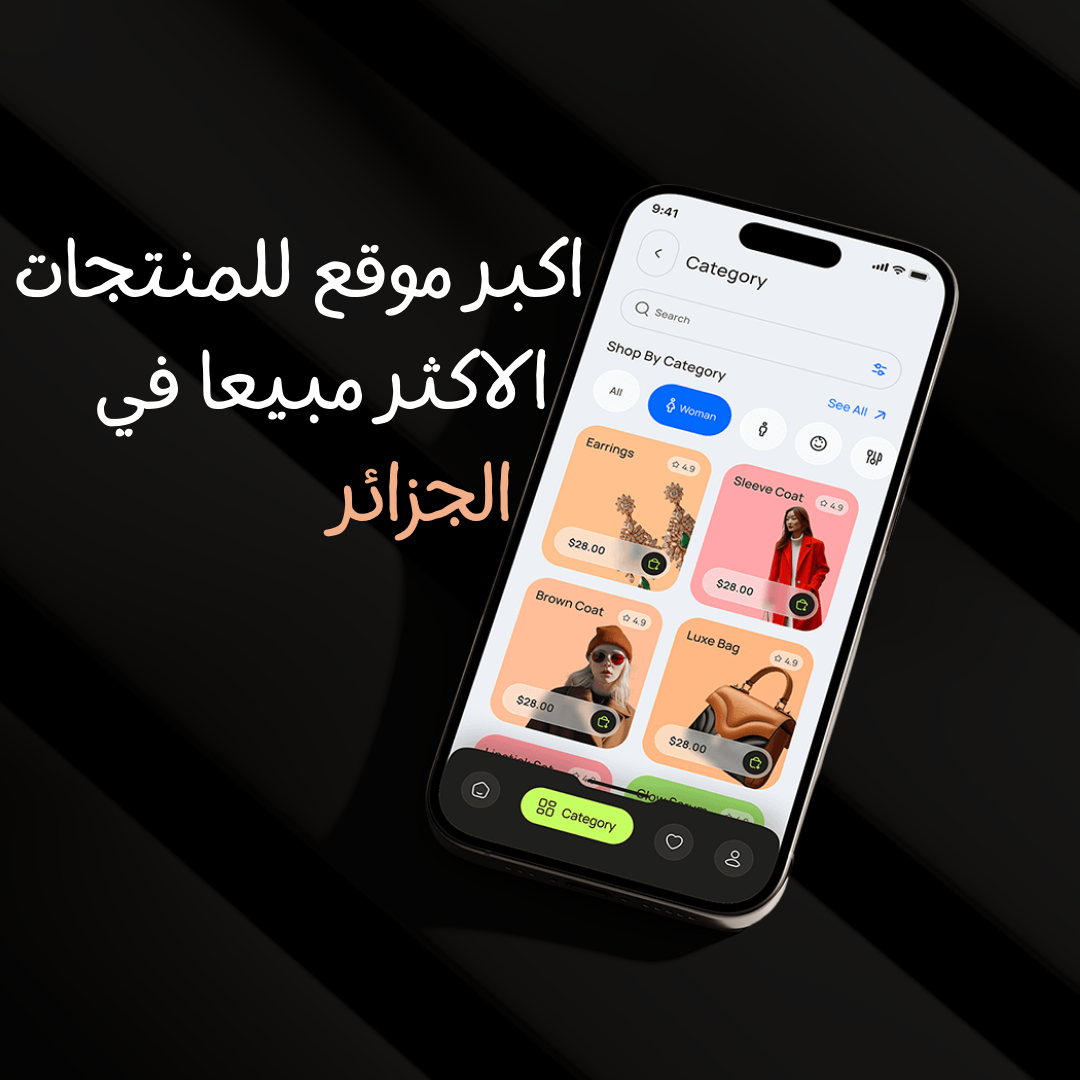 اكبر موقع للمنتجات
الاكثر مبيعا في
الجزائر
9:41
Category
Search
Shop By Category
See All
All
Woman
Earrings
4.9
$28.00
Sleeve Coat
4.9
$28.00
Brown Coat
4.9
$28.00
Luxe Bag
4.9
$28.00
Category